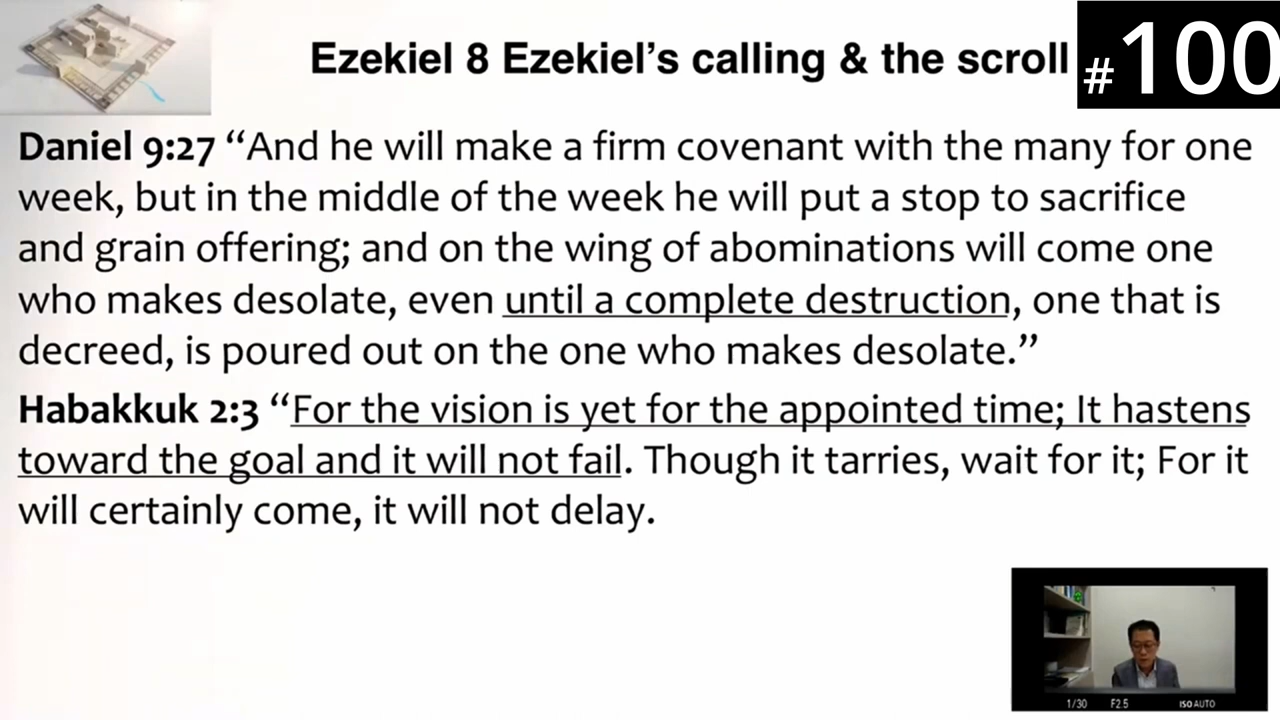 Ezekiel 8 Ezekiel’s calling & the scroll
#100
Daniel 9:27 “And he will make a firm covenant with the many for one
week, but in the middle of the week he will put a stop to sacrifice
and grain offering; and on the wing of abominations will come one
who makes desolate, even until a complete destruction, one that is
decreed, is poured out on the one who makes desolate.”
Habakkuk 2:3 “For the vision is yet for the appointed time; It hastens
toward the goal and it will not fail. Though it tarries, wait for it; For it
will certainly come, it will not delay.
1/30 F2.5 ISO AUTO